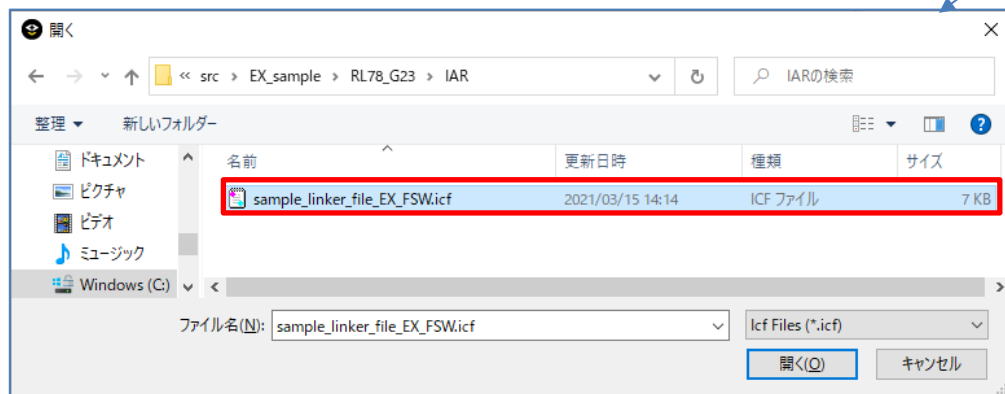 開く
« src › EX_sample › RL78_G23 › IAR
IARの検索
整理 新しいフォルダー
名前 更新日時 種類 サイズ
ドキュメント
sample_linker_file_EX_FSW.icf 2021/03/15 14:14 ICF ファイル 7 KB
ピクチャ
ビデオ
ミュージック
Windows (C:)
ファイル名(N): sample_linker_file_EX_FSW.icf Icf Files (*.icf)
開く(O) キャンセル